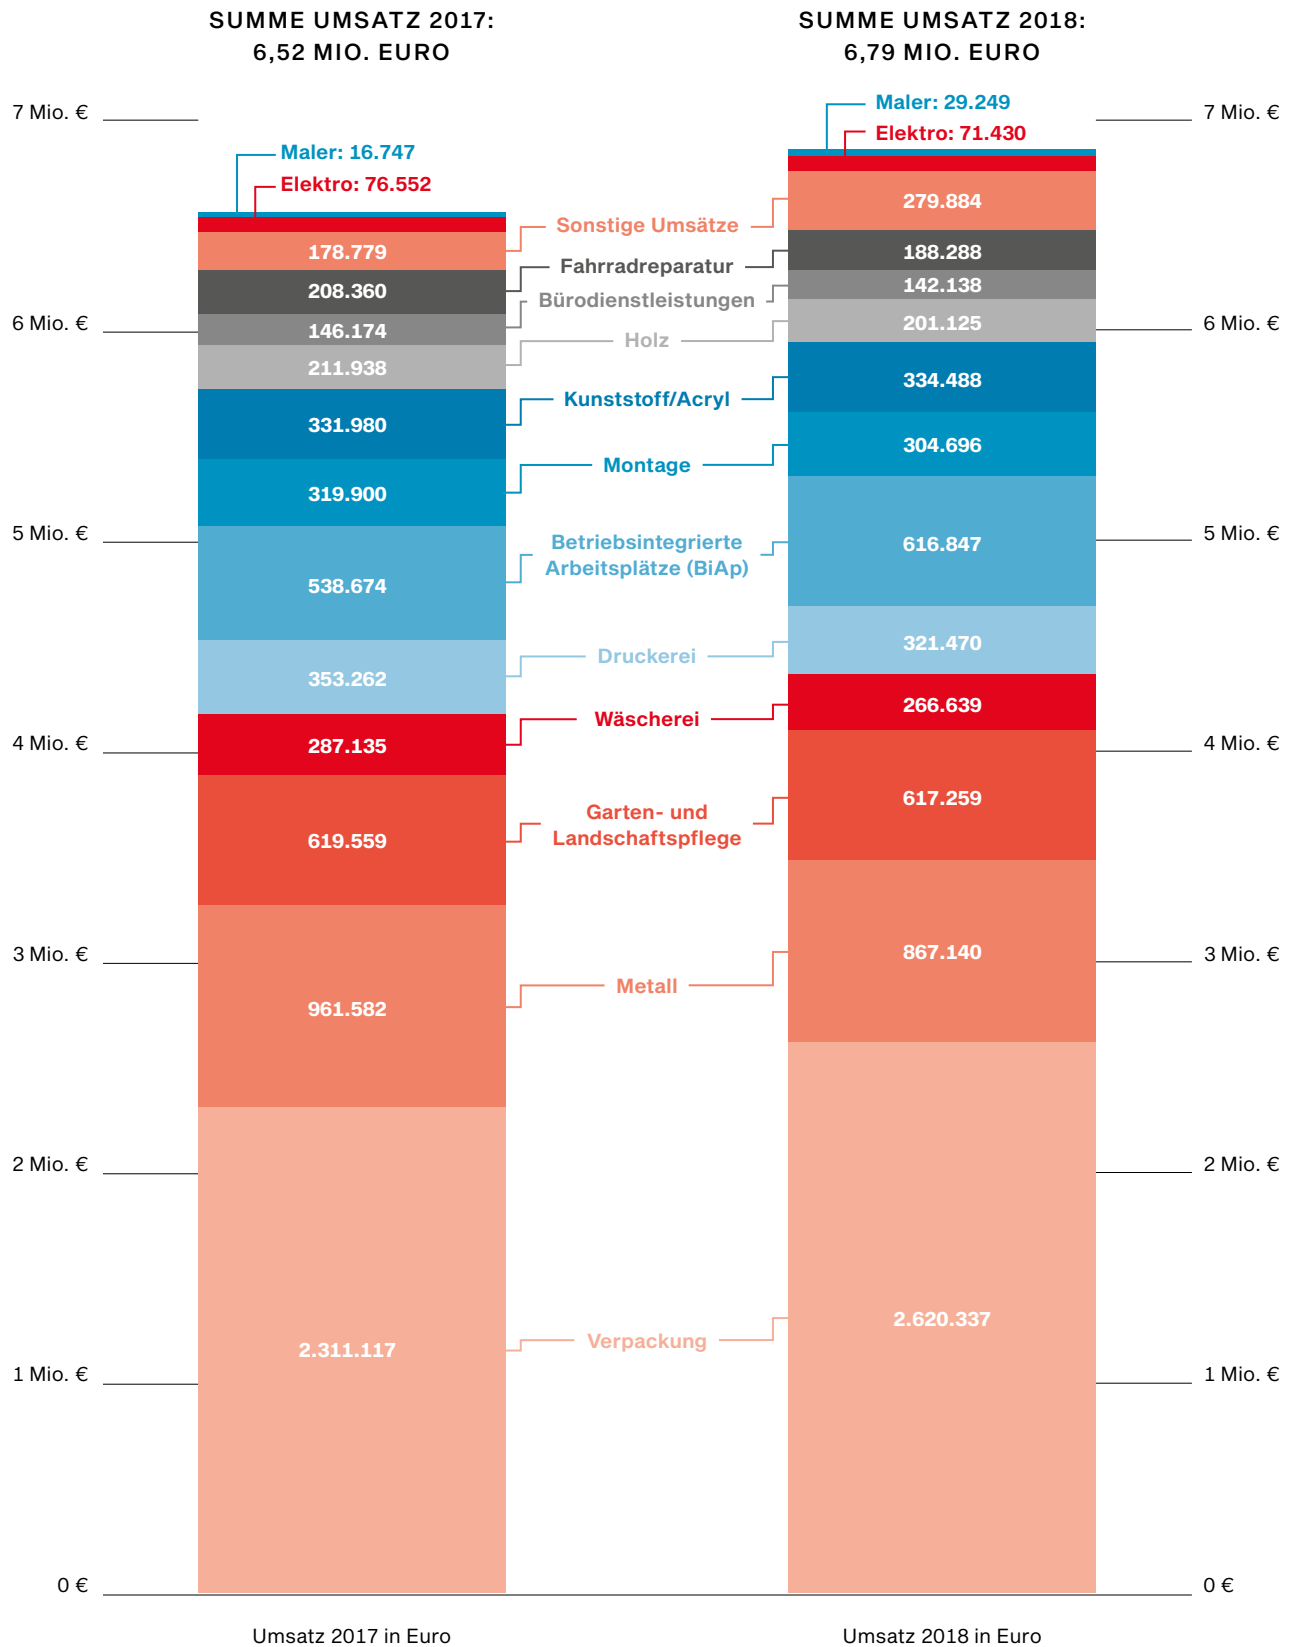 SUMME UMSATZ 2017:
6,52 MIO. EURO
SUMME UMSATZ 2018:
6,79 MIO. EURO
7 Mio. €
6 Mio. €
5 Mio. €
4 Mio. €
3 Mio. €
2 Mio. €
1 Mio. €
0 €
Maler: 16.747
Elektro: 76.552
178.779
208.360
146.174
211.938
331.980
319.900
538.674
353.262
287.135
619.559
961.582
2.311.117
Umsatz 2017 in Euro
Sonstige Umsätze
Fahrradreparatur
Bürodienstleistungen
Holz
Kunststoff/Acryl
Montage
Betriebsintegrierte
Arbeitsplätze (BiAp)
Druckerei
Wäscherei
Garten- und
Landschaftspflege
Metall
Verpackung
Maler: 29.249
Elektro: 71.430
279.884
188.288
142.138
201.125
334.488
304.696
616.847
321.470
266.639
617.259
867.140
2.620.337
Umsatz 2018 in Euro
7 Mio. €
6 Mio. €
5 Mio. €
4 Mio. €
3 Mio. €
2 Mio. €
1 Mio. €
0 €